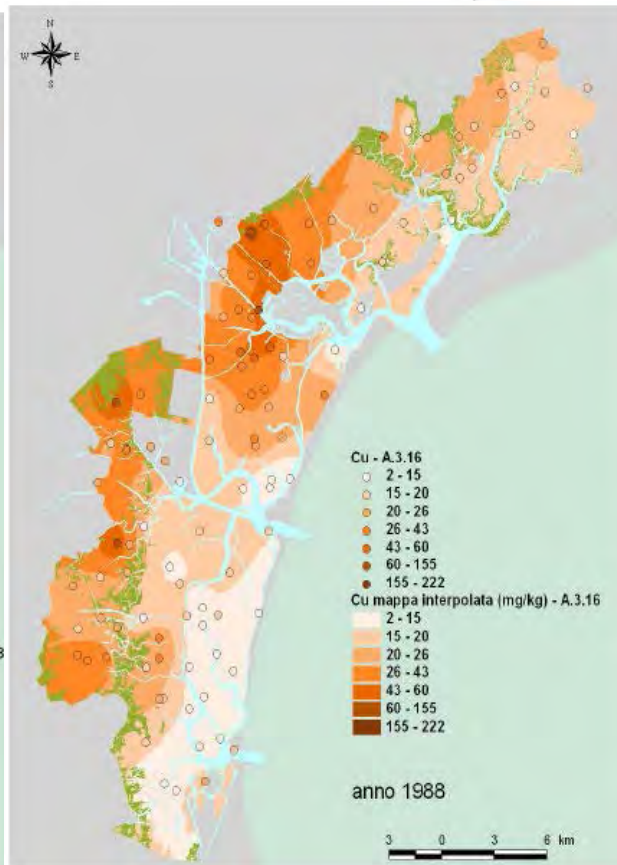 N
W E
S
Cu - A.3.16
2 - 15
15 - 20
20 - 26
26 - 43
43 - 60
60 - 155
155 - 222
Cu mappa interpolata (mg/kg) - A.3.16
2 - 15
15 - 20
20 - 26
26 - 43
43 - 60
60 - 155
155 - 222
anno 1988
3 0 3 6 km